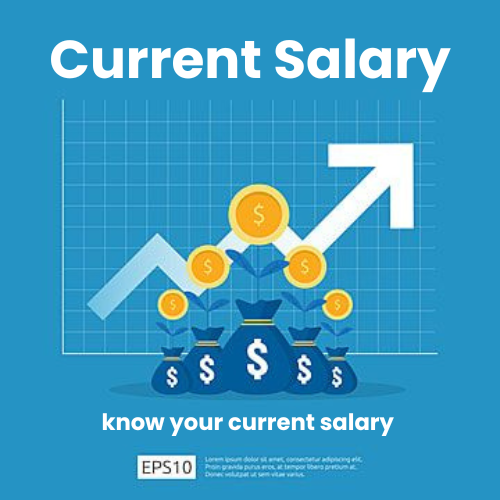 Current Salary
$
$ $
$ $
$ $ $ $ $
know your current salary
EPS10
Lorem ipsum dolor sit amet, consectetur adipiscing elit.
Proin gravida purus eros, at tempor libero bibendum at.
Donec volutpat ut sem vitae varius.